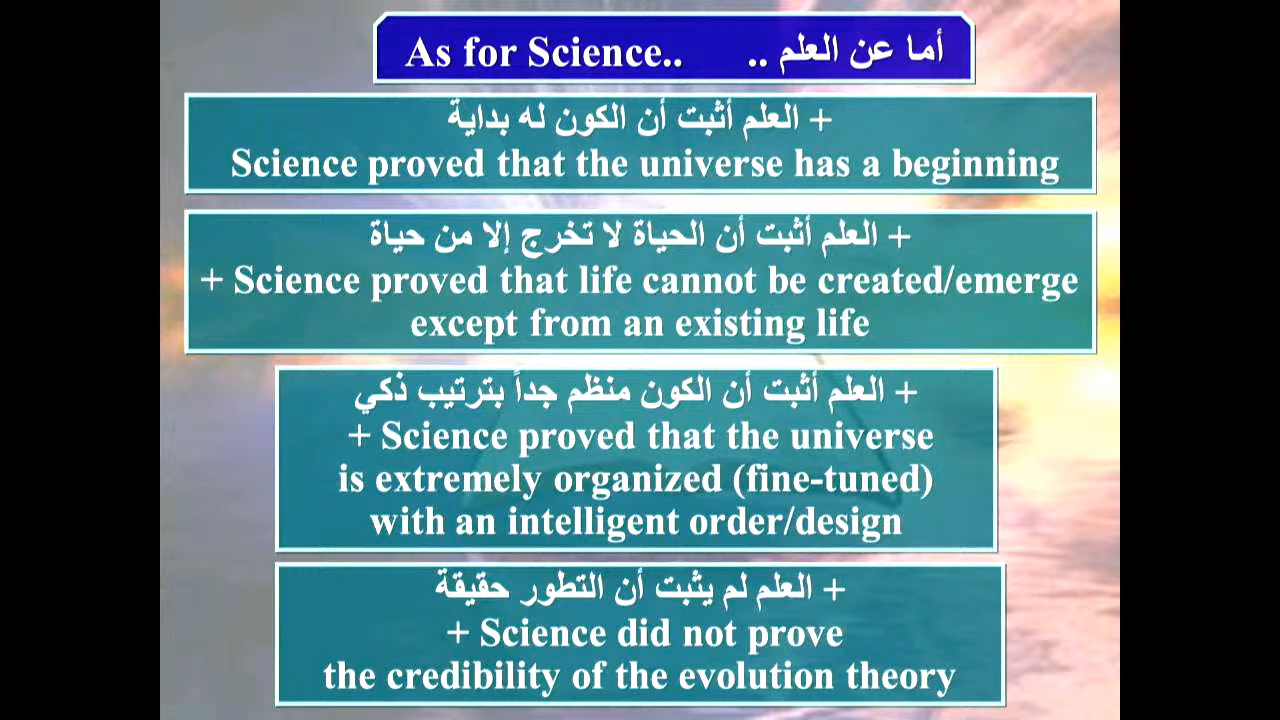 As for Science.. أما عن العلم ..
+ العلم أثبت أن الكون له بداية
Science proved that the universe has a beginning
+ العلم أثبت أن الحياة لا تخرج إلا من حياة
+ Science proved that life cannot be created/emerge
except from an existing life
+ العلم أثبت أن الكون منظم جداً بترتيب ذكي
+ Science proved that the universe
is extremely organized (fine-tuned)
with an intelligent order/design
+ العلم لم يثبت أن التطور حقيقة
+ Science did not prove
the credibility of the evolution theory